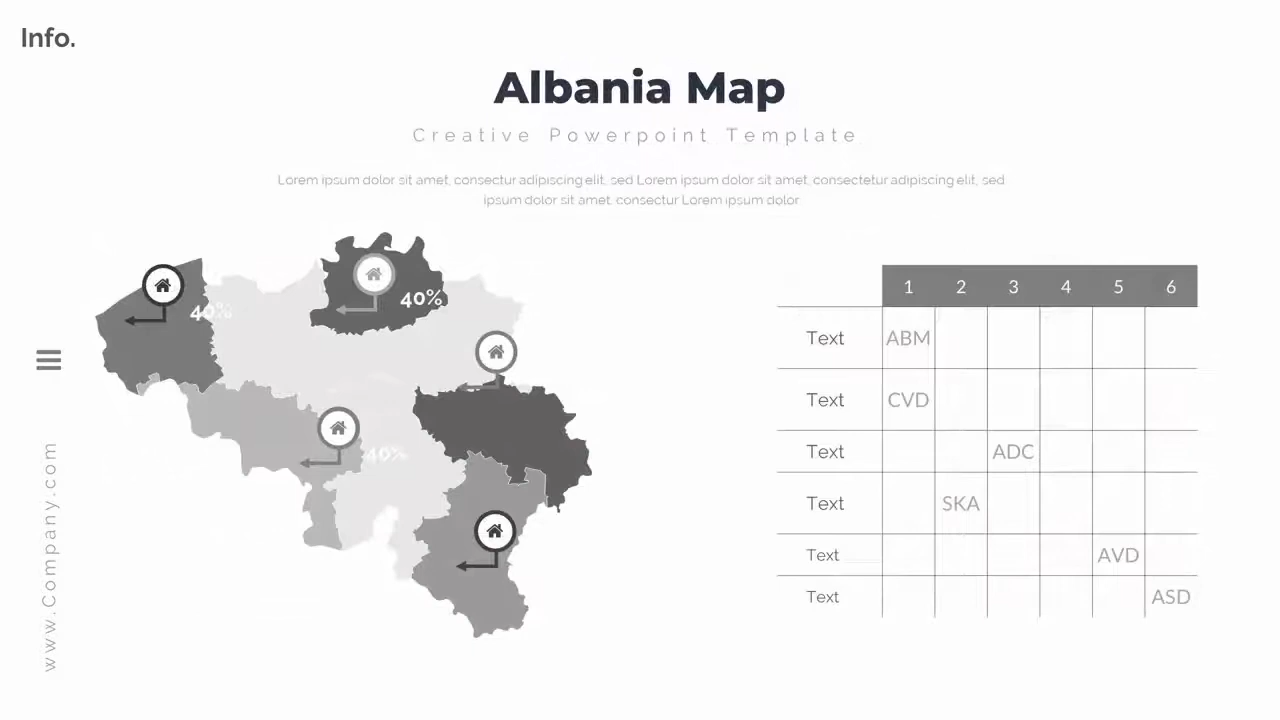 Info.
Albania Map
Creative Powerpoint Template
Lorem ipsum dolor sit amet, consectur adipiscing elit, sed Lorem ipsum dolor sit amet, consectetur adipiscing elit, sed
ipsum dolor sit amet, consectur Lorem ipsum dolor
40%
40%
40%
www.Company.com
1 2 3 4 5 6
Text ABM
Text CVD
Text ADC
Text SKA
Text AVD
Text ASD